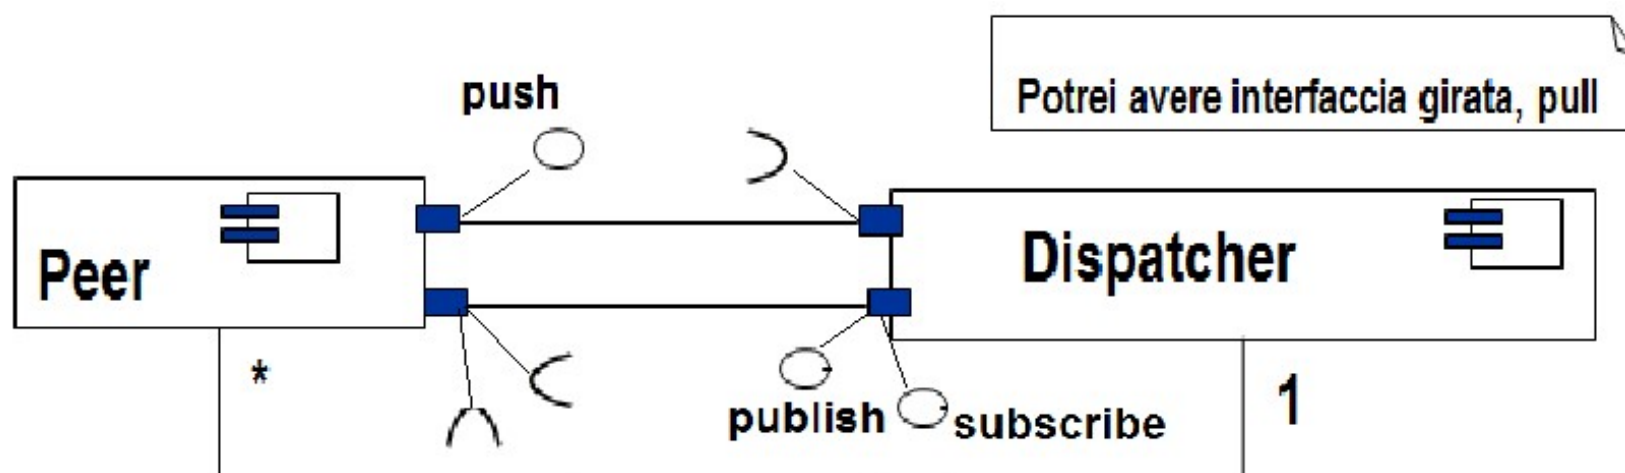 push
Potrei avere interfaccia girata, pull
Peer
Dispatcher
*
publish
subscribe
1